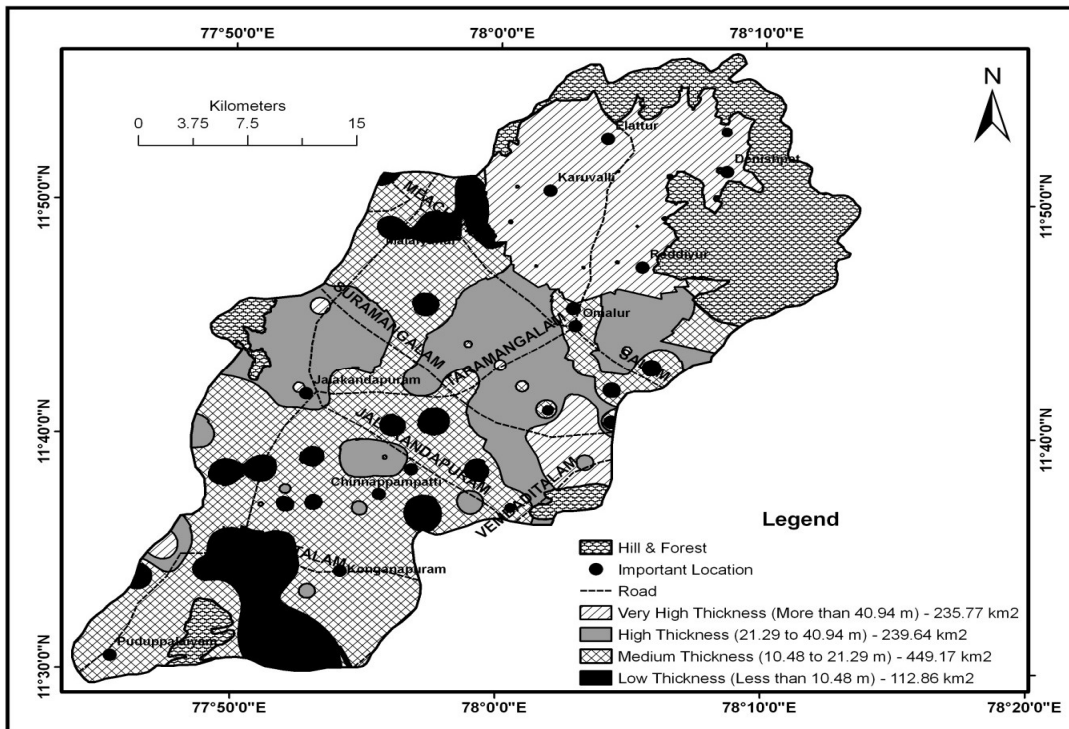 77°50'0"E
78°0'0"E
78°10'0"E
N
Kilometers
0 3.75 7.5 15
11°50'0"N
11°50'0"N
11°40'0"N
11°40'0"N
11°30'0"N
11°30'0"N
Elattur
Denishpet
Karuvalli
Reddiyur
Omalur
SURAMANGALAM
TARAMANGALAM
Jalakandapuram
Chinnappampatti
VEMBADITALAM
Konganapuram
Puduppalaiyam
Legend
Hill & Forest
Important Location
Road
Very High Thickness (More than 40.94 m) - 235.77 km2
High Thickness (21.29 to 40.94 m) - 239.64 km2
Medium Thickness (10.48 to 21.29 m) - 449.17 km2
Low Thickness (Less than 10.48 m) - 112.86 km2
77°50'0"E
78°0'0"E
78°10'0"E
78°20'0"E